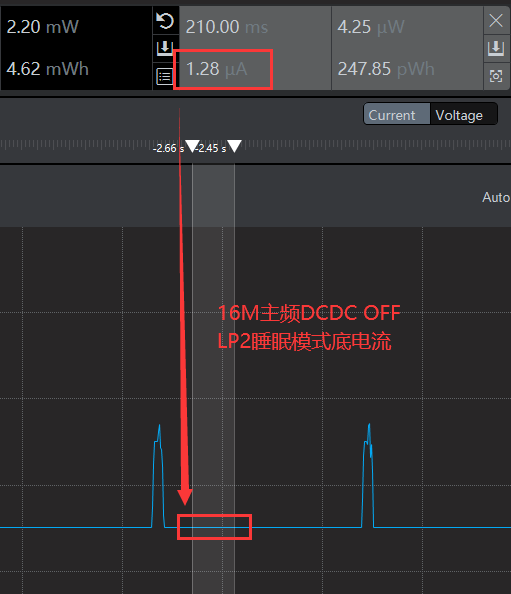 2.20 mW
210.00 ms
4.25 µW
4.62 mWh
1.28 µA
247.85 pWh
Current
Voltage
-2.66 s
-2.45 s
Auto
16M主频DCDC OFF
LP2睡眠模式底电流